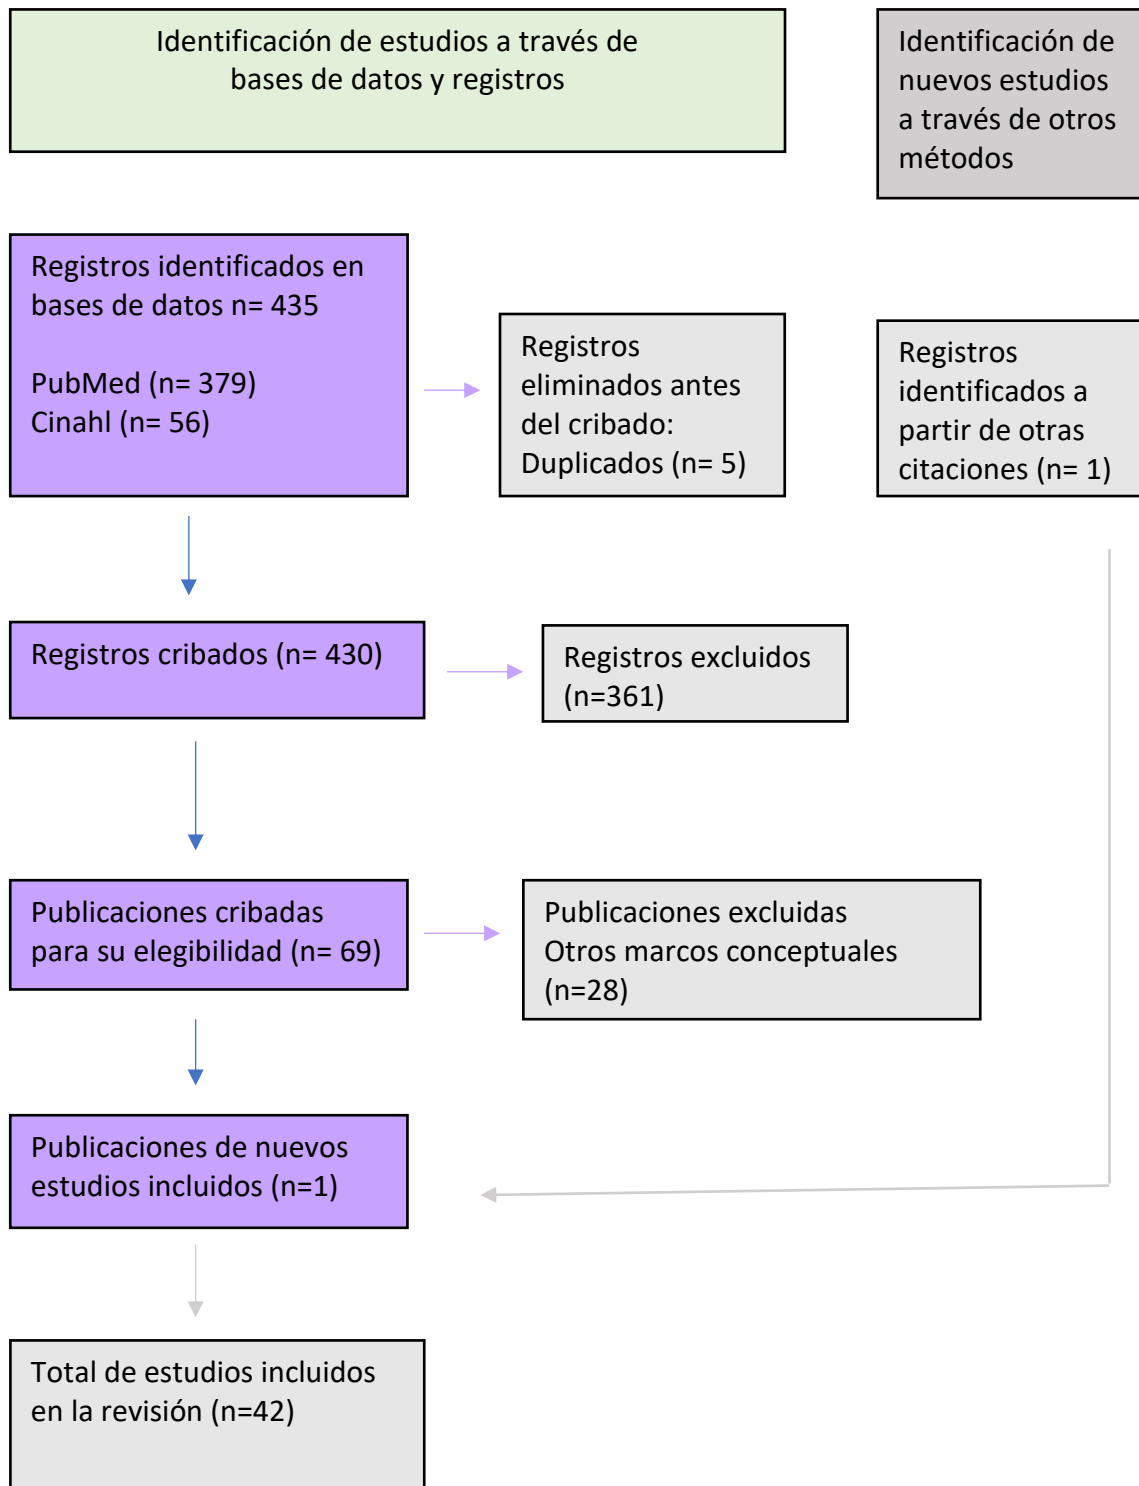 Identificación de estudios a través de
bases de datos y registros
Identificación de
nuevos estudios
a través de otros
métodos
Registros identificados en
bases de datos n= 435
PubMed (n= 379)
Cinahl (n= 56)
Registros
eliminados antes
del cribado:
Duplicados (n= 5)
Registros
identificados a
partir de otras
citaciones (n= 1)
Registros cribados (n= 430)
Registros excluidos
(n=361)
Publicaciones cribadas
para su elegibilidad (n= 69)
Publicaciones excluidas
Otros marcos conceptuales
(n=28)
Publicaciones de nuevos
estudios incluidos (n=1)
Total de estudios incluidos
en la revisión (n=42)